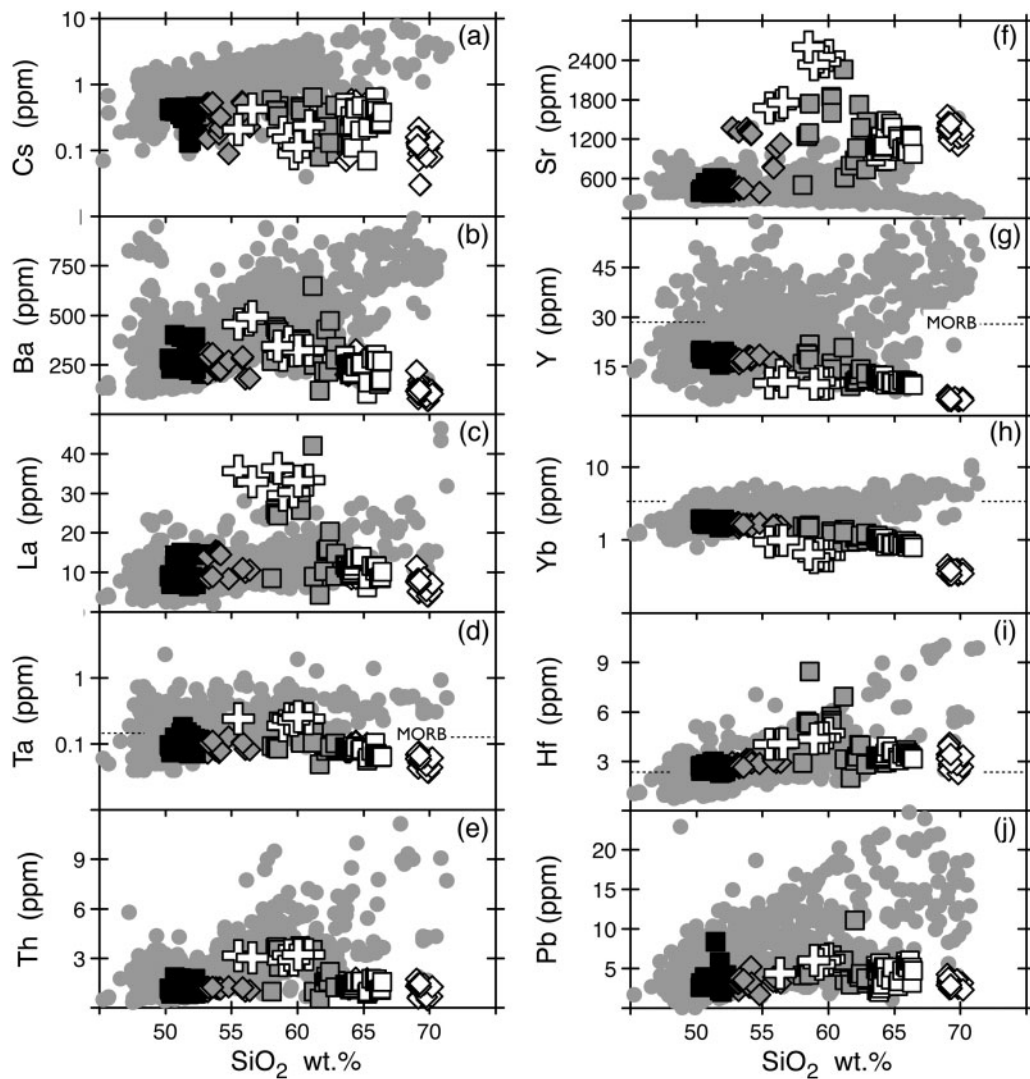 (a)
10
1
0.1
Cs (ppm)
(b)
750
500
250
Ba (ppm)
(c)
40
30
20
10
La (ppm)
(d)
1
0.1
MORB
Ta (ppm)
(e)
9
6
3
Th (ppm)
50 55 60 65 70
SiO2 wt.%
(f)
2400
1800
1200
600
Sr (ppm)
(g)
45
30
15
MORB
Y (ppm)
(h)
10
1
Yb (ppm)
(i)
9
6
3
Hf (ppm)
(j)
20
15
10
5
Pb (ppm)
50 55 60 65 70
SiO2 wt.%